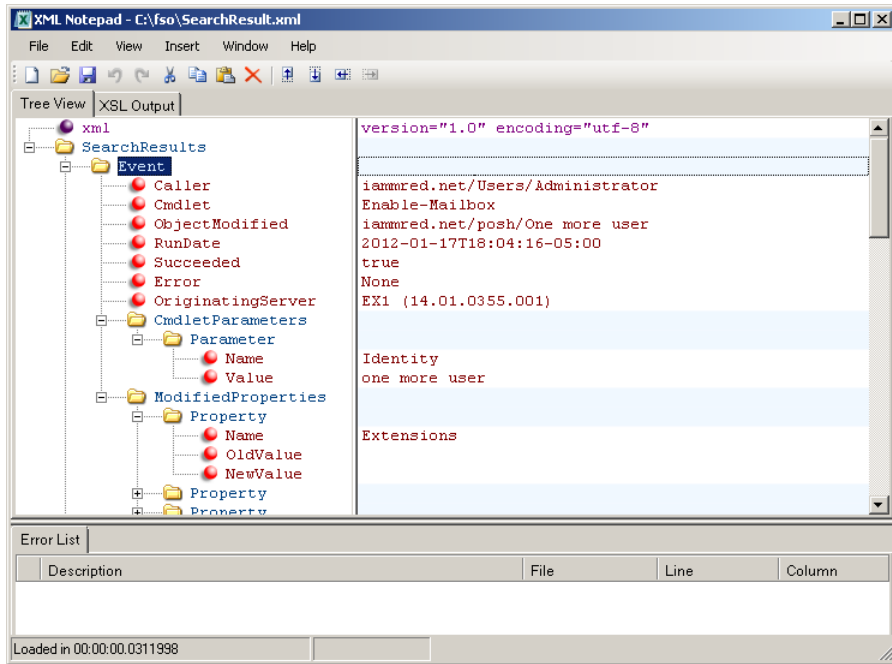 XML Notepad - C:\fso\SearchResult.xml
File Edit View Insert Window Help
Tree View XSL Output
xml version="1.0" encoding="utf-8"
SearchResults
Event
Caller iammred.net/Users/Administrator
Cmdlet Enable-Mailbox
ObjectModified iammred.net/posh/One more user
RunDate 2012-01-17T18:04:16-05:00
Succeeded true
Error None
OriginatingServer EX1 (14.01.0355.001)
CmdletParameters
Parameter
Name Identity
Value one more user
ModifiedProperties
Property
Name Extensions
OldValue
NewValue
Property
Property
Error List
Description File Line Column
Loaded in 00:00:00.0311998